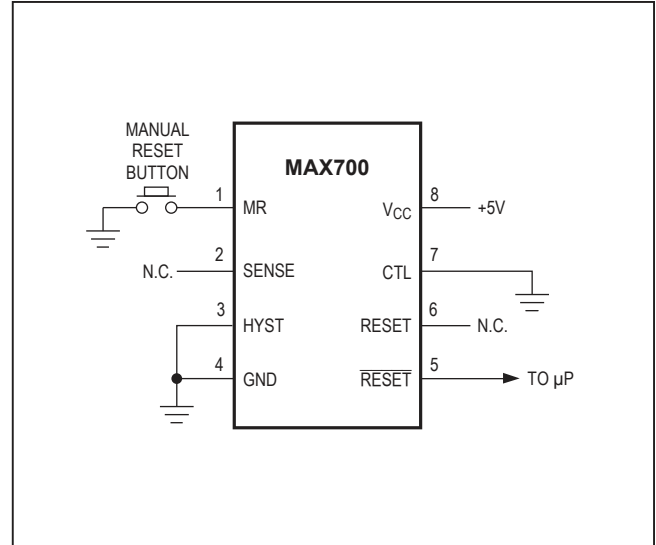 MANUAL
RESET
BUTTON
MAX700
1
MR
8
VCC
+5V
2
N.C.
SENSE
7
CTL
3
HYST
6
RESET
N.C.
4
GND
5
RESET
TO µP